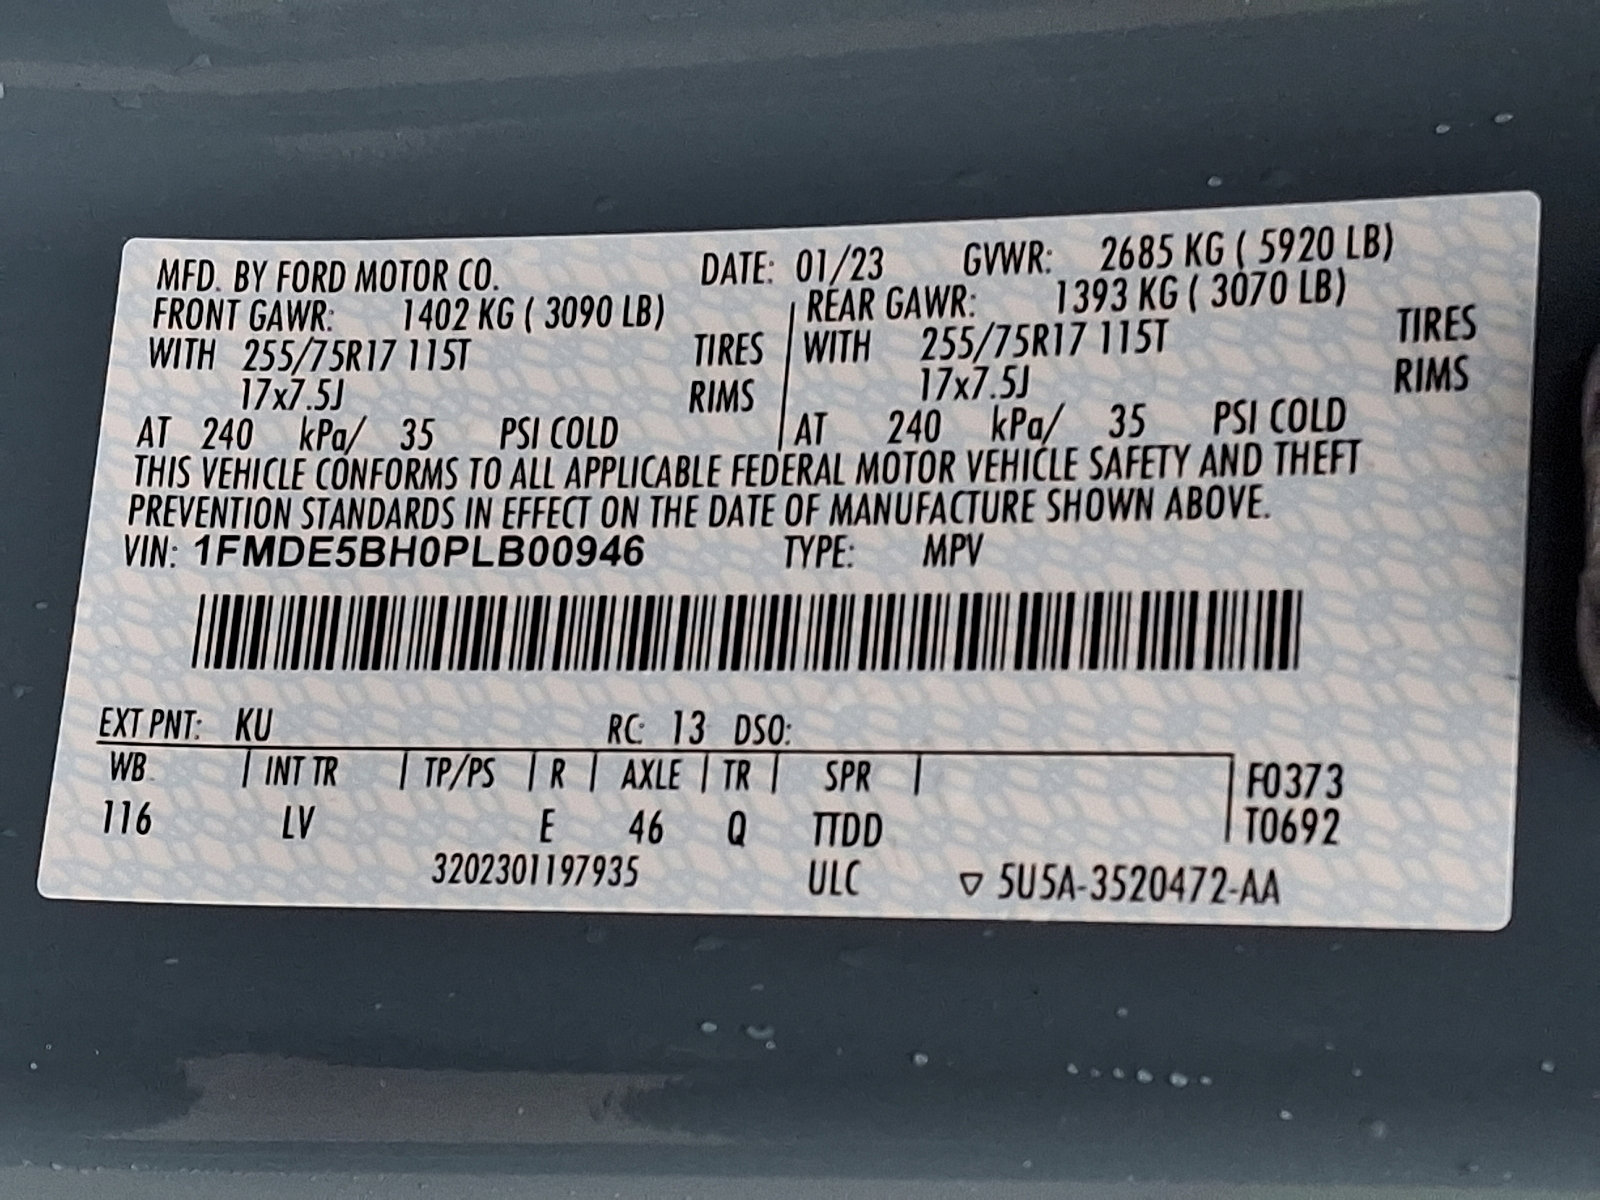 MFD. BY FORD MOTOR CO. DATE: 01/23 GVWR: 2685 KG ( 5920 LB)
FRONT GAWR: 1402 KG ( 3090 LB) REAR GAWR: 1393 KG ( 3070 LB)
WITH 255/75R17 115T TIRES WITH 255/75R17 115T TIRES
17x7.5J RIMS 17x7.5J RIMS
AT 240 kPa/ 35 PSI COLD AT 240 kPa/ 35 PSI COLD
THIS VEHICLE CONFORMS TO ALL APPLICABLE FEDERAL MOTOR VEHICLE SAFETY AND THEFT
PREVENTION STANDARDS IN EFFECT ON THE DATE OF MANUFACTURE SHOWN ABOVE.
VIN: 1FMDE5BH0PLB00946 TYPE: MPV
EXT PNT: KU RC: 13 DSO:
WB INT TR TP/PS R AXLE TR SPR F0373
116 LV E 46 Q TTDD T0692
3202301197935 ULC ▽ 5U5A-3520472-AA